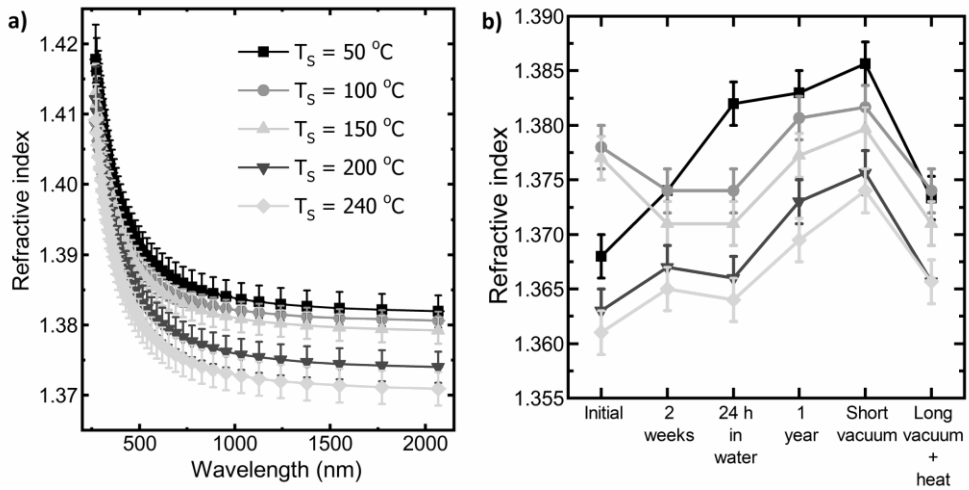 a)
Refractive index
1.42
1.41
1.40
1.39
1.38
1.37
T_S = 50 °C
T_S = 100 °C
T_S = 150 °C
T_S = 200 °C
T_S = 240 °C
500
1000
1500
2000
Wavelength (nm)
b)
Refractive index
1.390
1.385
1.380
1.375
1.370
1.365
1.360
1.355
Initial
2
weeks
24 h
in
water
1
year
Short
vacuum
Long
vacuum
+
heat